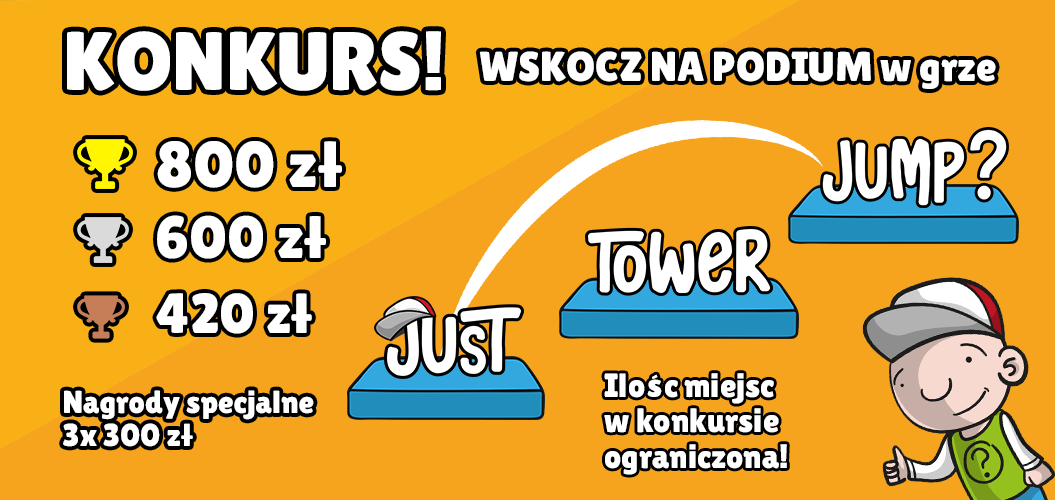 KONKURS!
WSKOCZ NA PODIUM w grze
800 zł
600 zł
420 zł
JUST
TOWER
JUMP?
Nagrody specjalne
3x 300 zł
Ilośc miejsc
w konkursie
ograniczona!
?